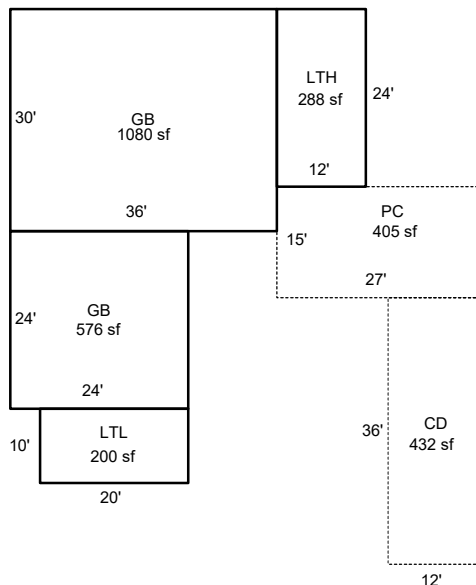 LTH
288 sf
24'
30'
GB
1080 sf
12'
36'
PC
405 sf
15'
27'
24'
GB
576 sf
24'
10'
LTL
200 sf
20'
36'
CD
432 sf
12'